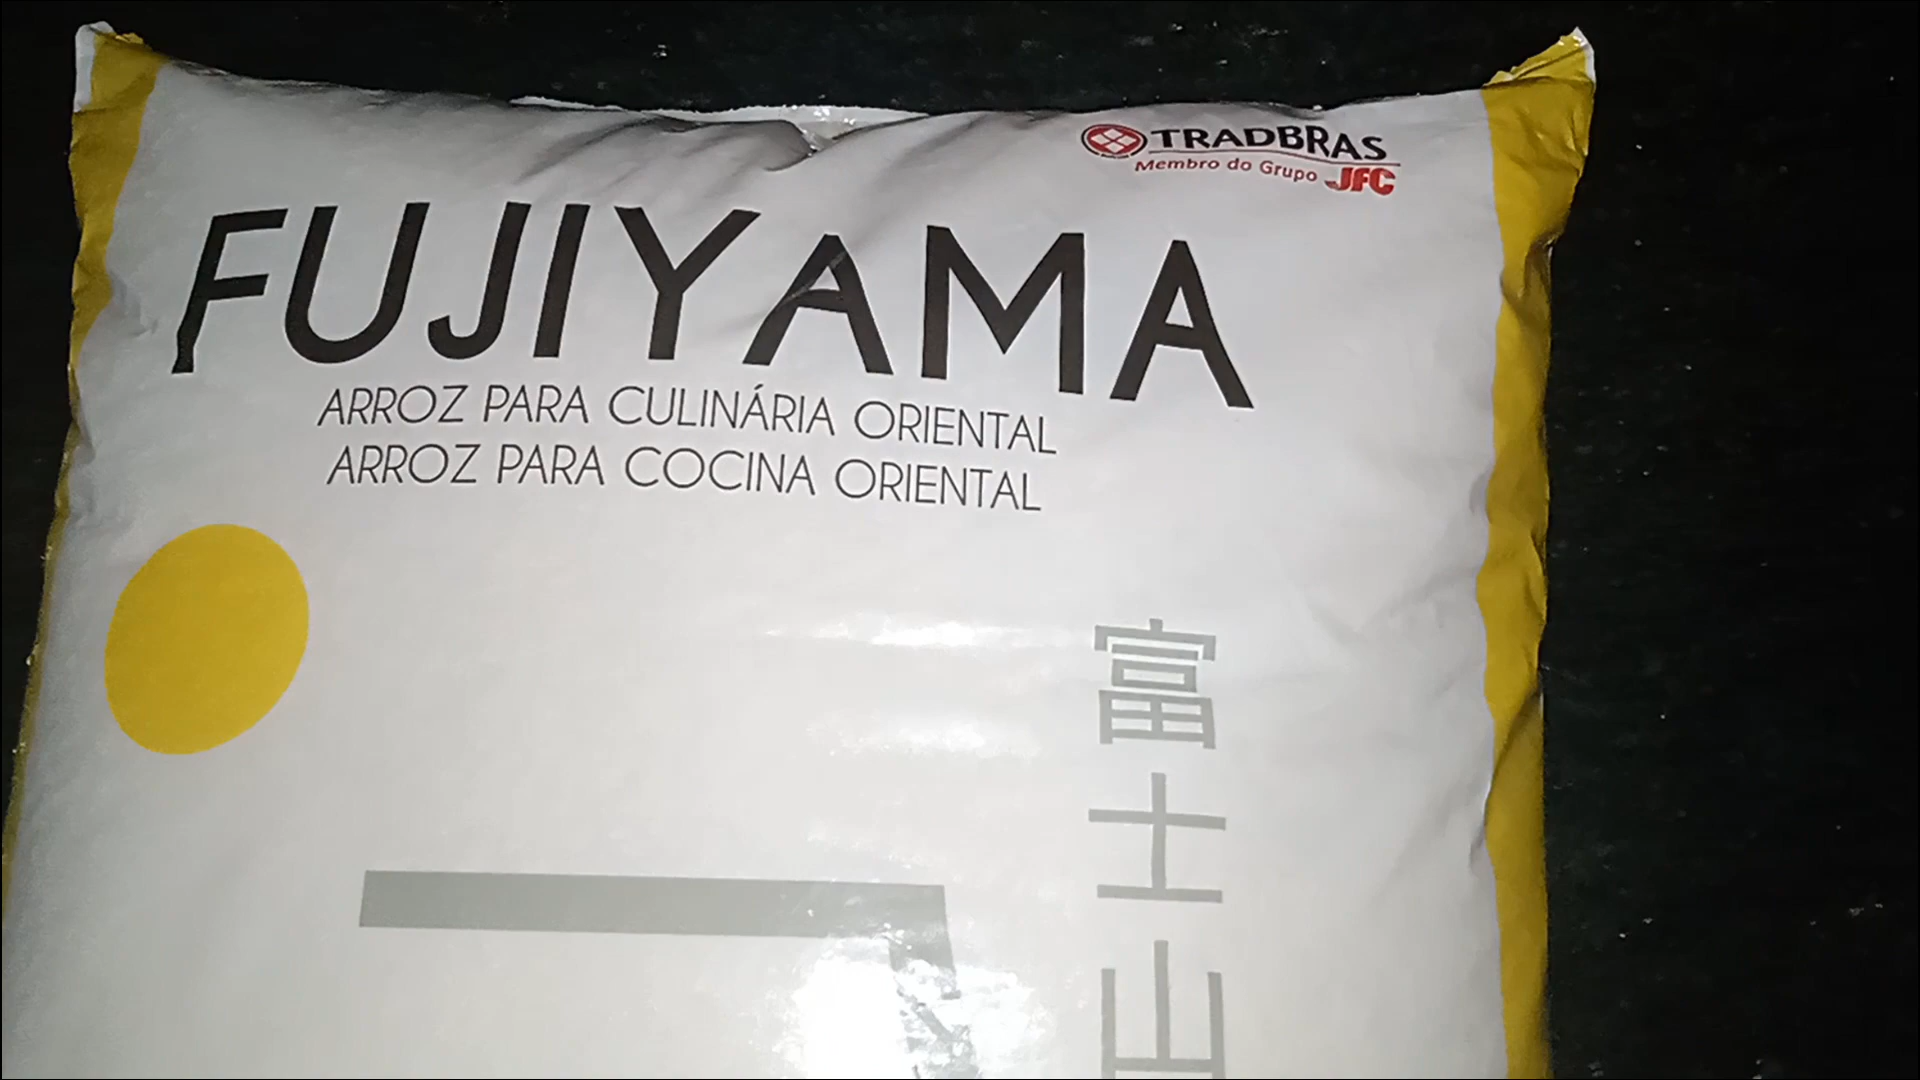 TRADBRAS
Membro do Grupo JFC
FUJIYAMA
ARROZ PARA CULINÁRIA ORIENTAL
ARROZ PARA COCINA ORIENTAL
富士山